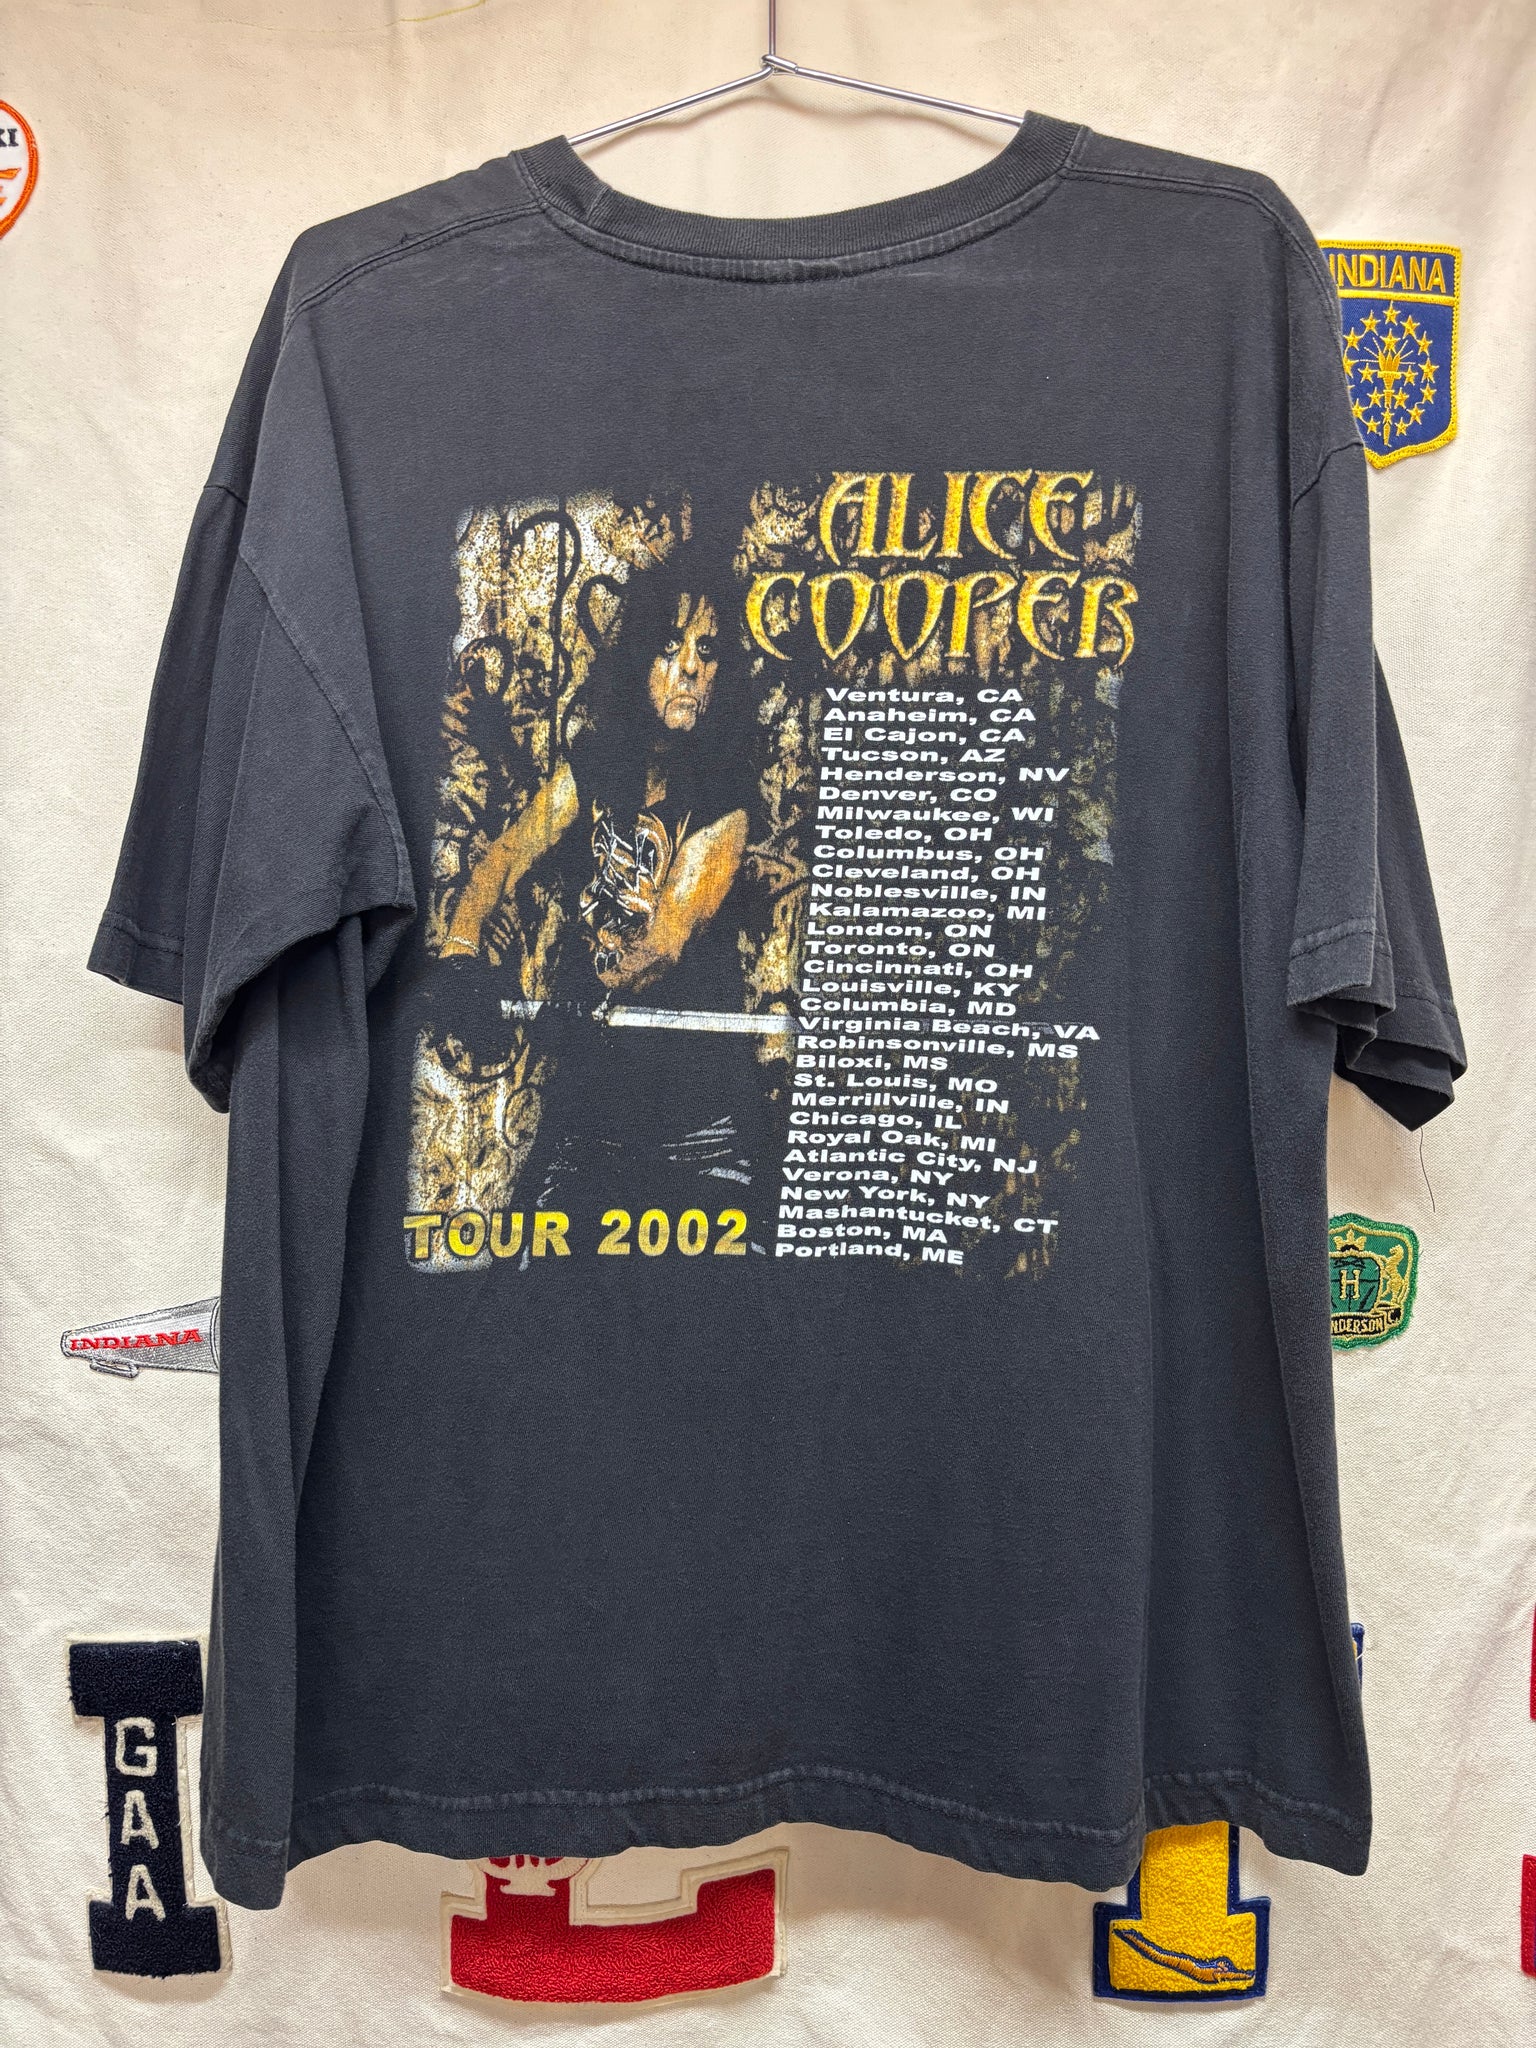 KI
INDIANA
ALICE
COOPER
Ventura, CA
Anaheim, CA
El Cajon, CA
Tucson, AZ
Henderson, NV
Denver, CO
Milwaukee, WI
Toledo, OH
Columbus, OH
Cleveland, OH
Noblesville, IN
Kalamazoo, MI
London, ON
Toronto, ON
Cincinnati, OH
Louisville, KY
Columbia, MD
Virginia Beach, VA
Robinsonville, MS
Biloxi, MS
St. Louis, MO
Merrillville, IN
Chicago, IL
Royal Oak, MI
Atlantic City, NJ
Verona, NY
New York, NY
Mashantucket, CT
Boston, MA
Portland, ME
TOUR 2002
H
NDERSON
INDIANA
GAA